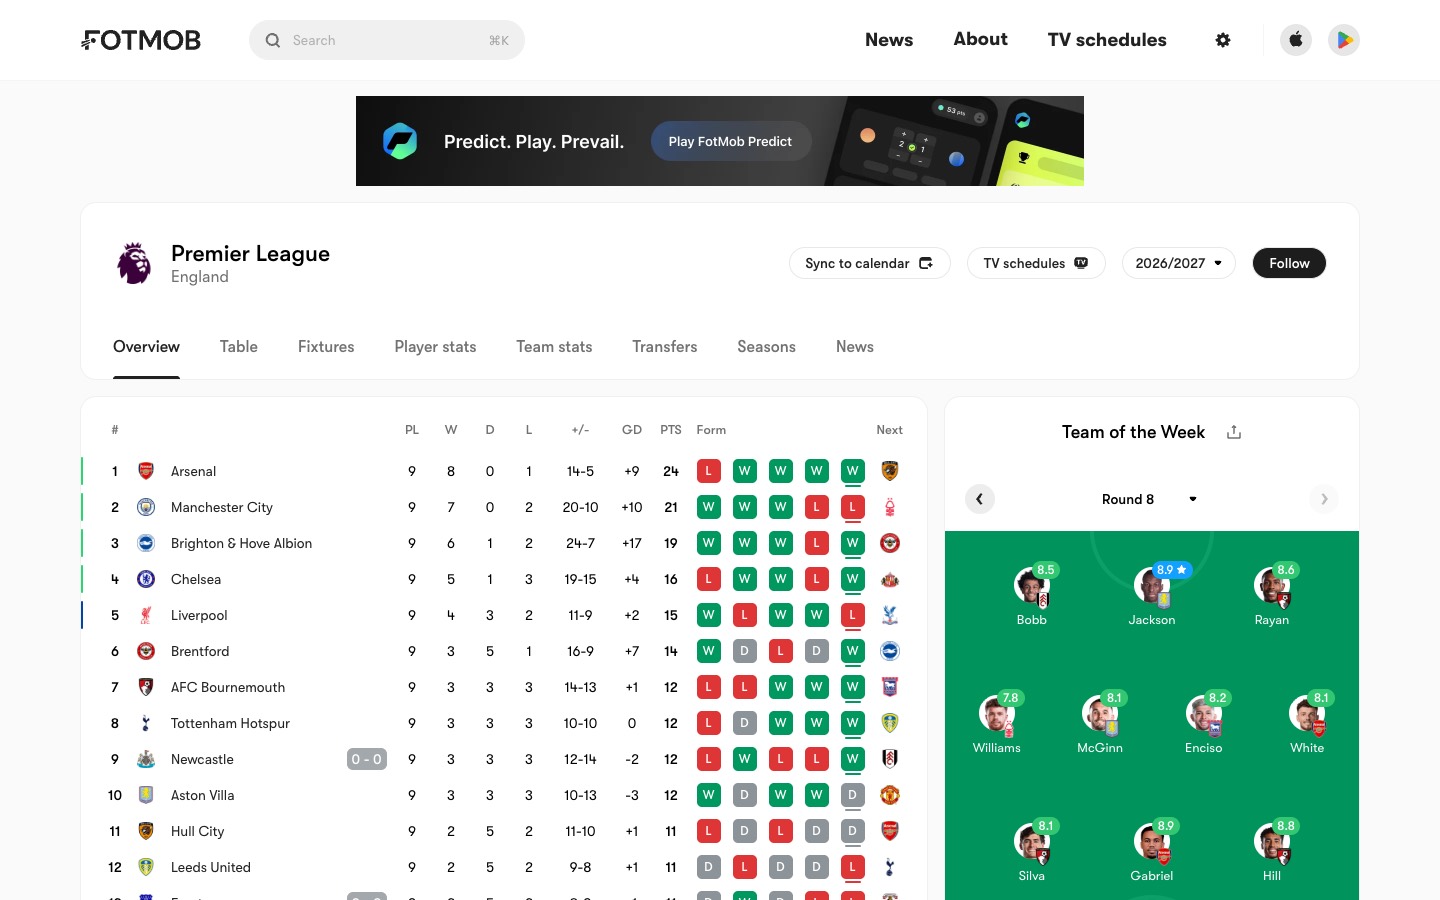 FOTMOB
Search
⌘K
News
About
TV schedules
Predict. Play. Prevail.
Play FotMob Predict
53 pts
2 1
Premier League
England
Sync to calendar
TV schedules
2026/2027
Follow
Overview
Table
Fixtures
Player stats
Team stats
Transfers
Seasons
News
# PL W D L +/- GD PTS Form Next
1 Arsenal 9 8 0 1 14-5 +9 24 L W W W W
2 Manchester City 9 7 0 2 20-10 +10 21 W W W L L
3 Brighton & Hove Albion 9 6 1 2 24-7 +17 19 W W W L W
4 Chelsea 9 5 1 3 19-15 +4 16 L W W L W
5 Liverpool 9 4 3 2 11-9 +2 15 W L W W L
6 Brentford 9 3 5 1 16-9 +7 14 W D L D W
7 AFC Bournemouth 9 3 3 3 14-13 +1 12 L L W W W
8 Tottenham Hotspur 9 3 3 3 10-10 0 12 L D W W W
9 Newcastle 0 - 0 9 3 3 3 12-14 -2 12 L W L L W
10 Aston Villa 9 3 3 3 10-13 -3 12 W D W W D
11 Hull City 9 2 5 2 11-10 +1 11 L D L D D
12 Leeds United 9 2 5 2 9-8 +1 11 D L D D L
Team of the Week
Round 8
8.5
8.9
8.6
Bobb
Jackson
Rayan
7.8
8.1
8.2
8.1
Williams
McGinn
Enciso
White
8.1
8.9
8.8
Silva
Gabriel
Hill